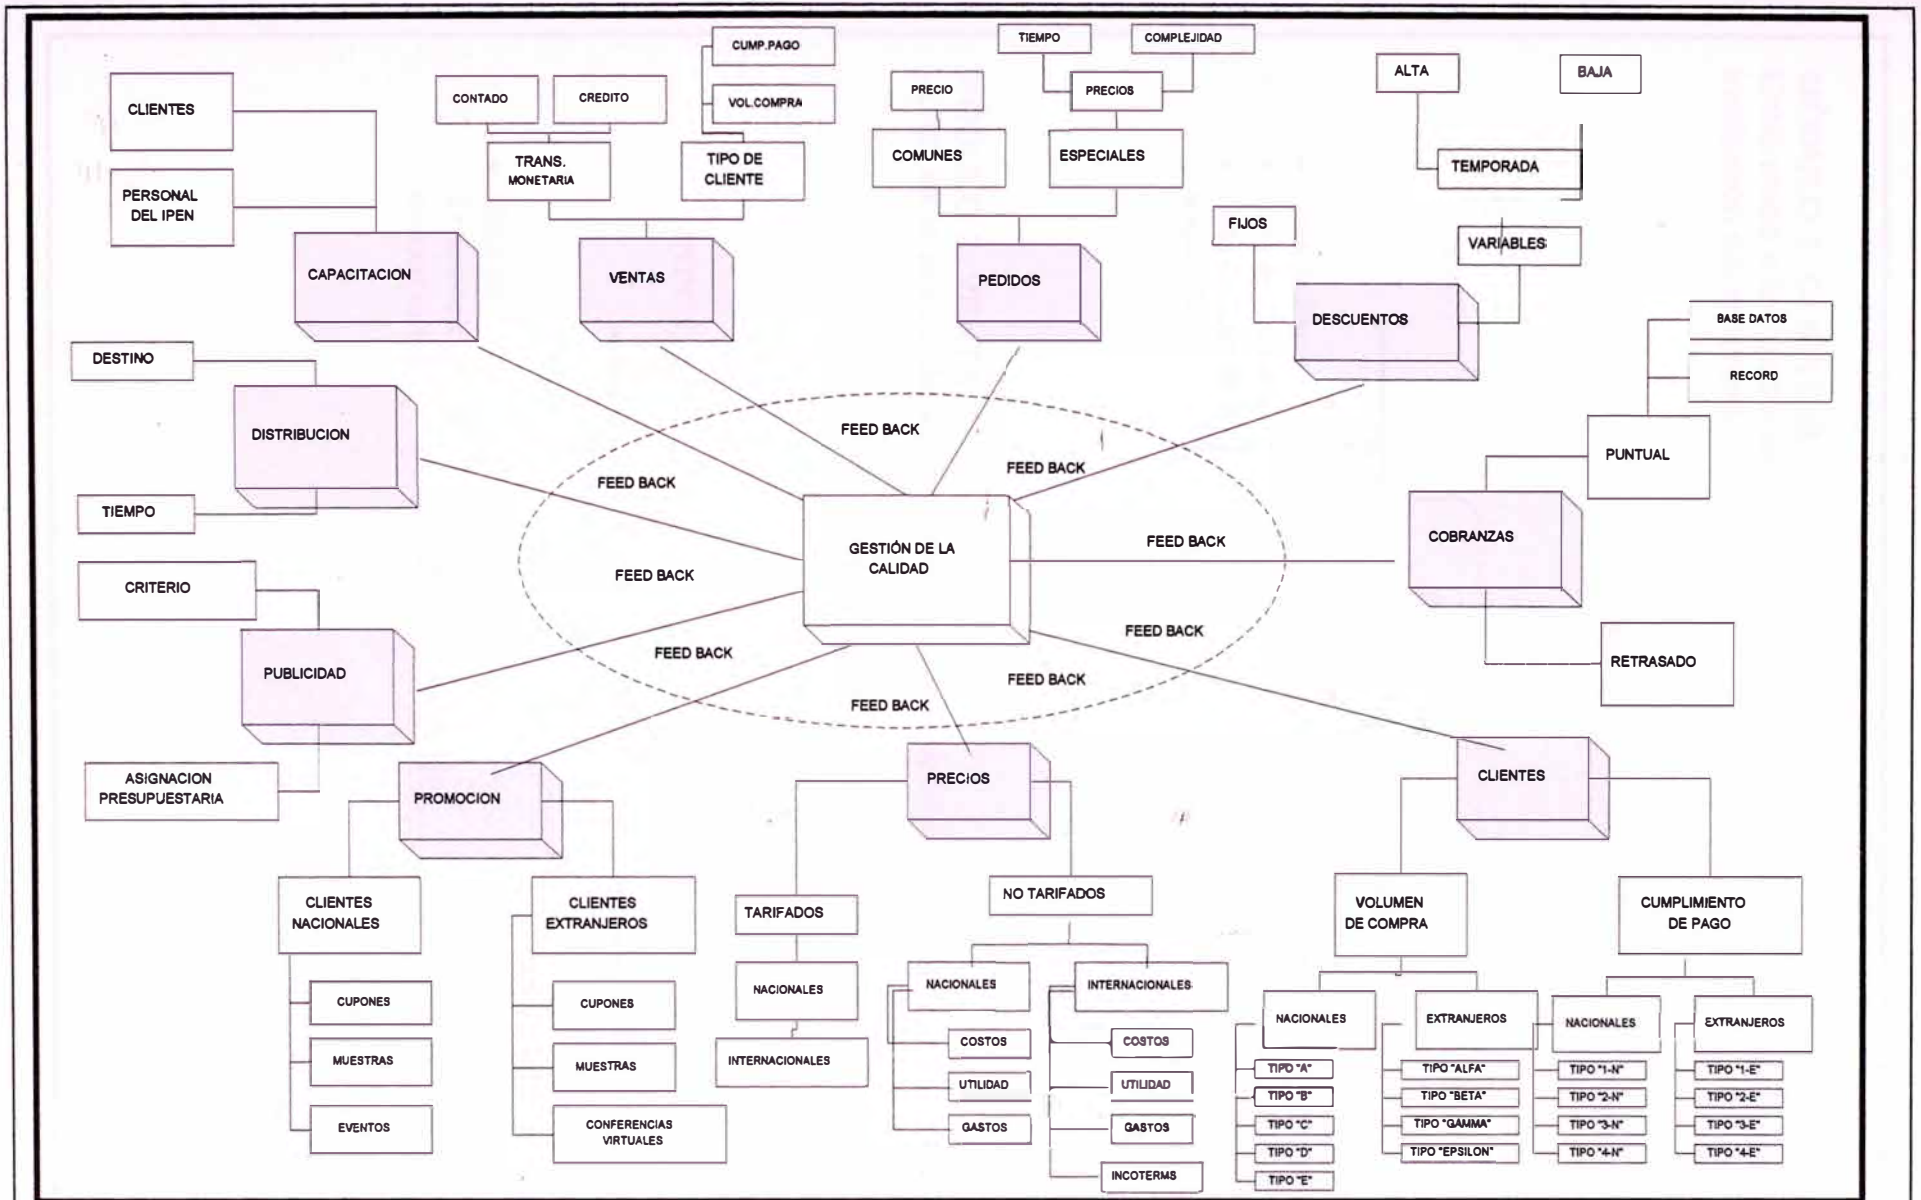 TIEMPO
COMPLEJIDAD
CUMP.PAGO
ALTA
BAJA
CLIENTES
CONTADO
CREDITO
VOL.COMPRA
PRECIO
PRECIOS
TRANS.
MONETARIA
TIPO DE
CLIENTE
COMUNES
ESPECIALES
TEMPORADA
PERSONAL
DEL IPEN
FIJOS
VARIABLES
CAPACITACION
VENTAS
PEDIDOS
DESCUENTOS
BASE DATOS
RECORD
DESTINO
DISTRIBUCION
FEED BACK
FEED BACK
FEED BACK
PUNTUAL
TIEMPO
GESTIÓN DE LA
CALIDAD
FEED BACK
COBRANZAS
CRITERIO
FEED BACK
FEED BACK
FEED BACK
RETRASADO
PUBLICIDAD
FEED BACK
FEED BACK
ASIGNACION
PRESUPUESTARIA
PROMOCION
PRECIOS
CLIENTES
CLIENTES
NACIONALES
CLIENTES
EXTRANJEROS
TARIFADOS
NO TARIFADOS
VOLUMEN
DE COMPRA
CUMPLIMIENTO
DE PAGO
CUPONES
MUESTRAS
EVENTOS
CUPONES
MUESTRAS
CONFERENCIAS
VIRTUALES
NACIONALES
INTERNACIONALES
NACIONALES
COSTOS
UTILIDAD
GASTOS
INTERNACIONALES
COSTOS
UTILIDAD
GASTOS
INCOTERMS
NACIONALES
TIPO "A"
TIPO "B"
TIPO "C"
TIPO "D"
TIPO "E"
EXTRANJEROS
TIPO "ALFA"
TIPO "BETA"
TIPO "GAMMA"
TIPO "EPSILON"
NACIONALES
TIPO "1-N"
TIPO "2-N"
TIPO "3-N"
TIPO "4-N"
EXTRANJEROS
TIPO "1-E"
TIPO "2-E"
TIPO "3-E"
TIPO "4-E"